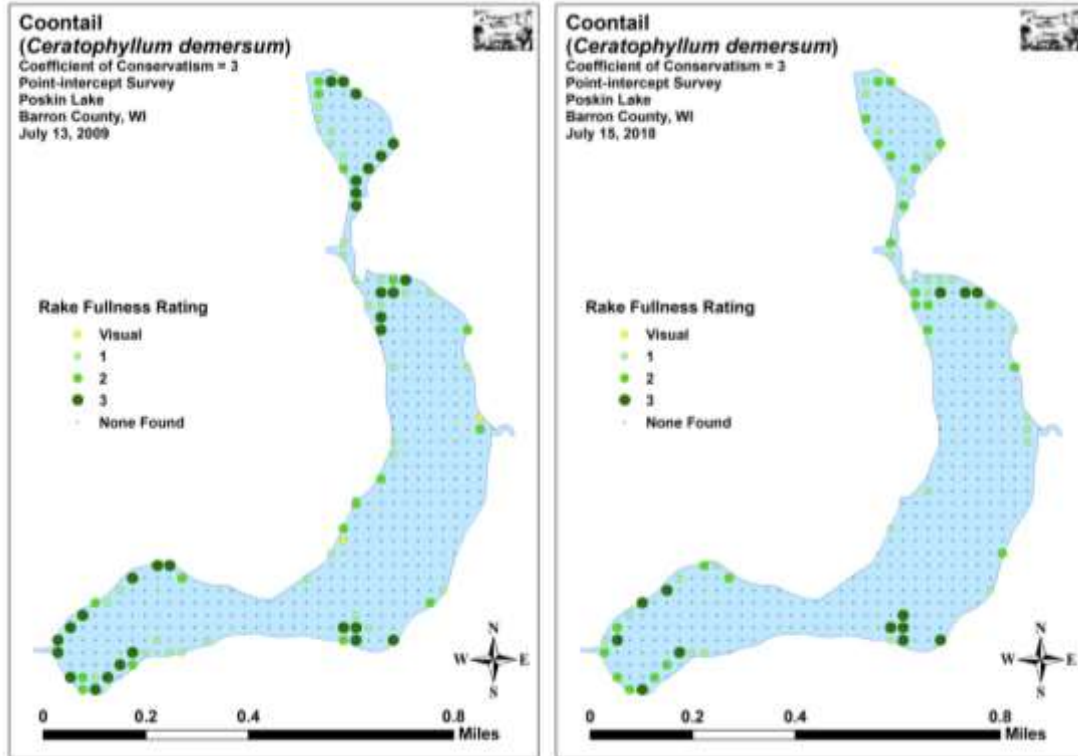 Coontail
(Ceratophyllum demersum)
Coefficient of Conservatism = 3
Point-intercept Survey
Poskin Lake
Barron County, WI
July 13, 2009
Rake Fullness Rating
Visual
1
2
3
None Found
N
W E
S
0 0.2 0.4 0.8
Miles
Coontail
(Ceratophyllum demersum)
Coefficient of Conservatism = 3
Point-intercept Survey
Poskin Lake
Barron County, WI
July 15, 2018
Rake Fullness Rating
Visual
1
2
3
None Found
N
W E
S
0 0.2 0.4 0.8
Miles